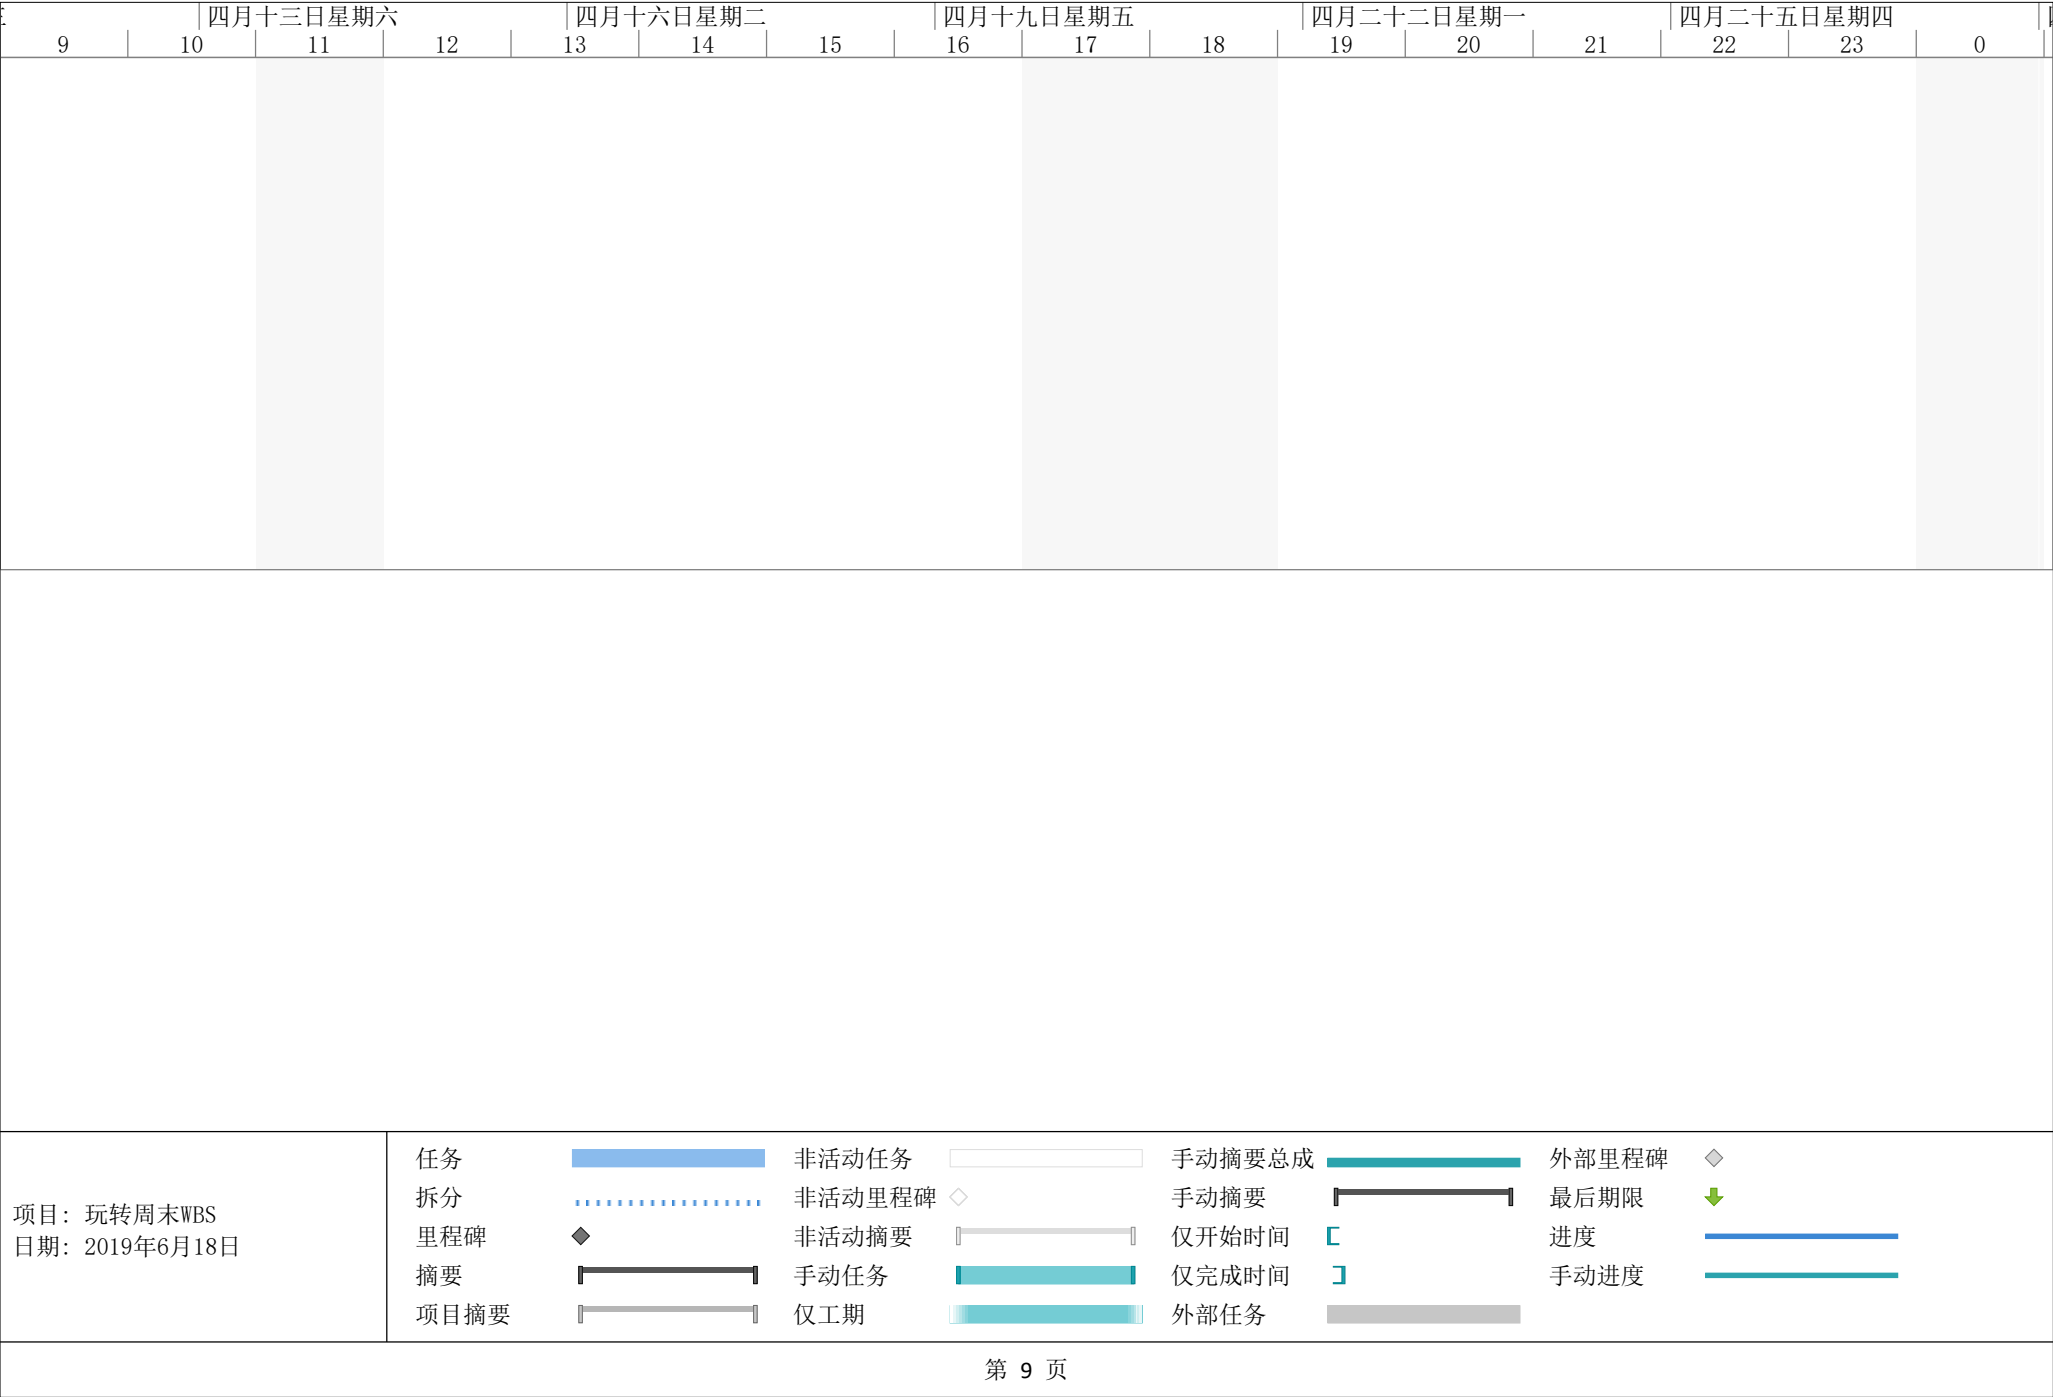 四月十三日星期六 四月十六日星期二 四月十九日星期五 四月二十二日星期一 四月二十五日星期四
9 10 11 12 13 14 15 16 17 18 19 20 21 22 23 0
任务 非活动任务 手动摘要总成 外部里程碑
拆分 非活动里程碑 手动摘要 最后期限
里程碑 非活动摘要 仅开始时间 进度
摘要 手动任务 仅完成时间 手动进度
项目摘要 仅工期 外部任务
项目: 玩转周末WBS
日期: 2019年6月18日
第 9 页